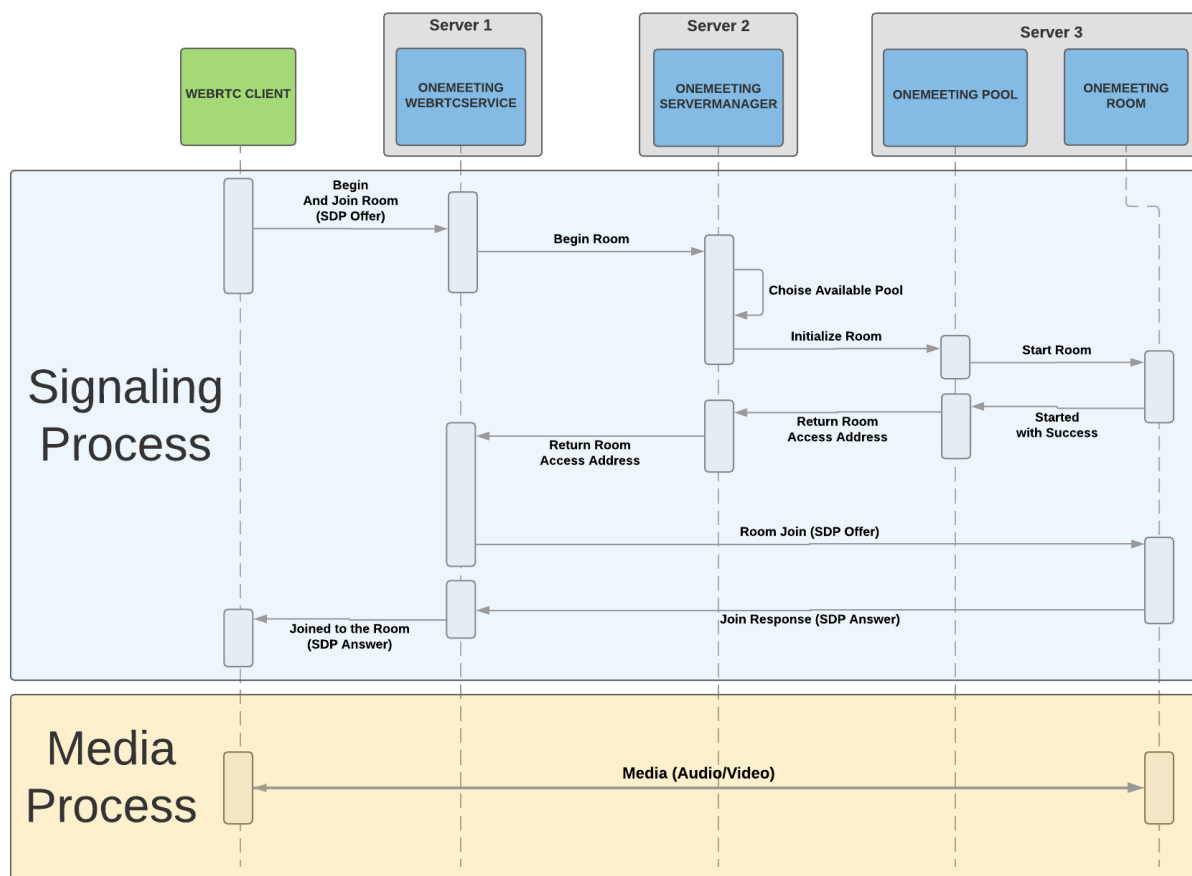 Server 1
Server 2
Server 3
WEBRTC CLIENT
ONEMEETING
WEBRTCSERVICE
ONEMEETING
SERVERMANAGER
ONEMEETING POOL
ONEMEETING
ROOM
Begin
And Join Room
(SDP Offer)
Begin Room
Choise Available Pool
Initialize Room
Start Room
Signaling
Process
Started
with Success
Return Room
Access Address
Return Room
Access Address
Room Join (SDP Offer)
Join Response (SDP Answer)
Joined to the Room
(SDP Answer)
Media
Process
Media (Audio/Video)